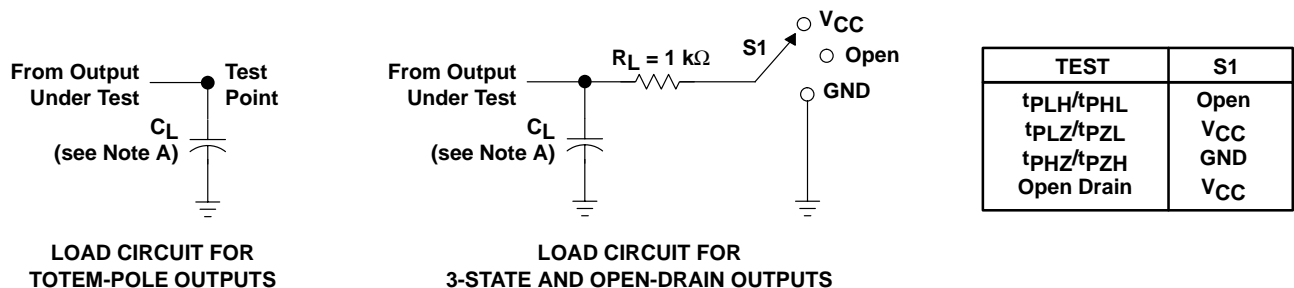 From Output
Under Test
Test
Point
CL
(see Note A)
LOAD CIRCUIT FOR
TOTEM-POLE OUTPUTS
From Output
Under Test
RL = 1 kΩ
S1
VCC
Open
GND
CL
(see Note A)
LOAD CIRCUIT FOR
3-STATE AND OPEN-DRAIN OUTPUTS
TEST S1
tPLH/tPHL Open
tPLZ/tPZL VCC
tPHZ/tPZH GND
Open Drain VCC